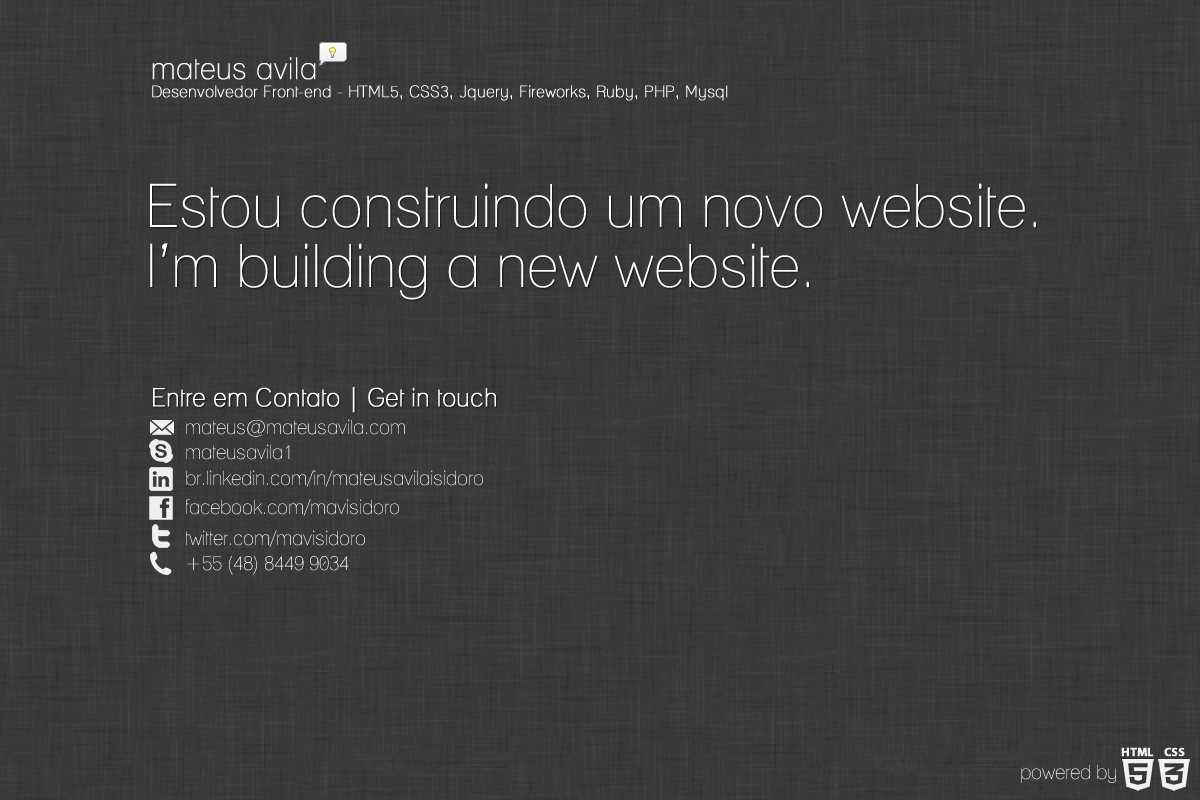 mateus avila
Desenvolvedor Front-end - HTML5, CSS3, Jquery, Fireworks, Ruby, PHP, Mysql
Estou construindo um novo website.
I'm building a new website.
Entre em Contato | Get in touch
mateus@mateusavila.com
mateusavila1
br.linkedin.com/in/mateusavilaisidoro
facebook.com/mavisidoro
twitter.com/mavisidoro
+55 (48) 8449 9034
powered by HTML 5 CSS 3